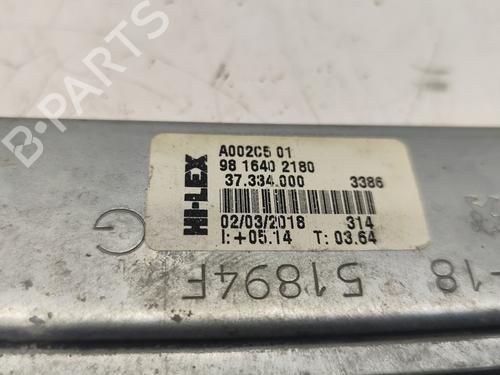 B-PARTS
HI-LEX
A002C5 01
98 1640 2180
37.334.000 3386
02/03/2018 314
I:+05.14 T: 03.64
G
51894F
-18